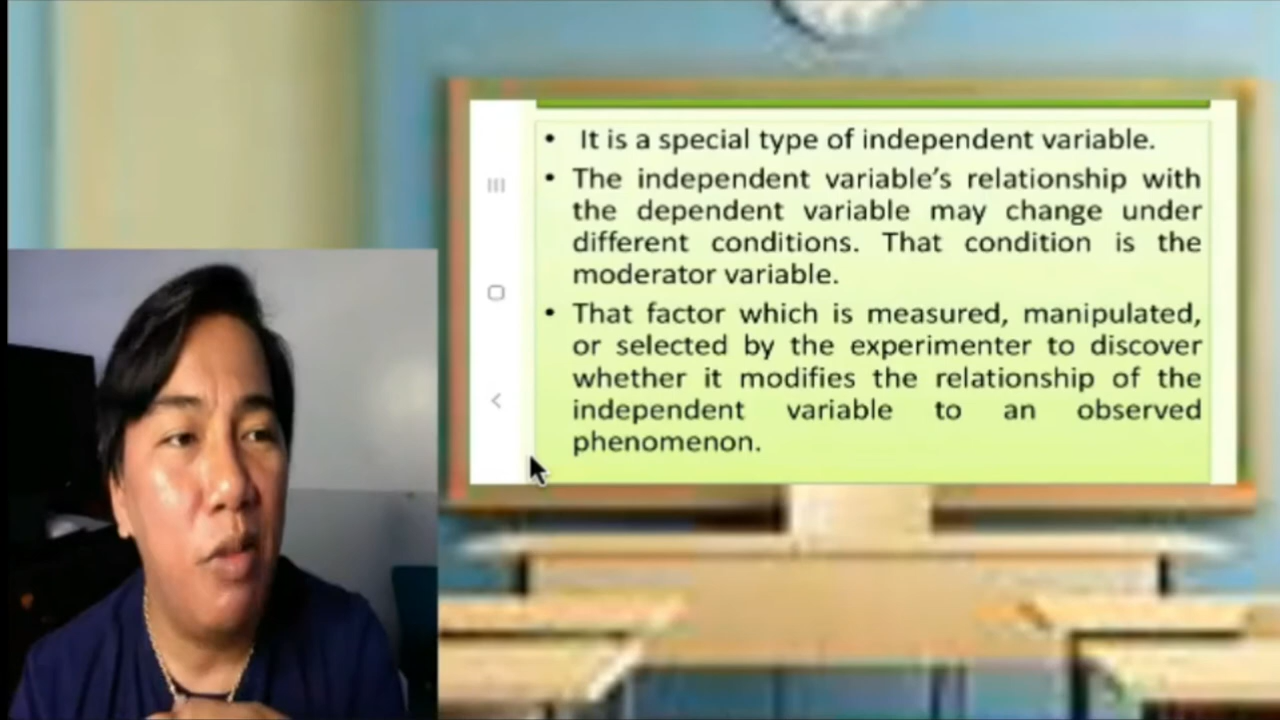 • It is a special type of independent variable.
• The independent variable's relationship with
the dependent variable may change under
different conditions. That condition is the
moderator variable.
• That factor which is measured, manipulated,
or selected by the experimenter to discover
whether it modifies the relationship of the
independent variable to an observed
phenomenon.